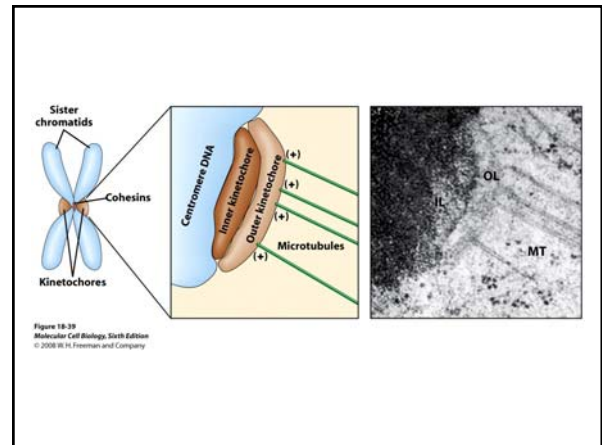 Sister
chromatids
Cohesins
Kinetochores
Centromere DNA
Inner kinetochore
Outer kinetochore
(+)
(+)
(+)
(+)
Microtubules
IL
OL
MT
Figure 18-39
Molecular Cell Biology, Sixth Edition
© 2008 W. H. Freeman and Company